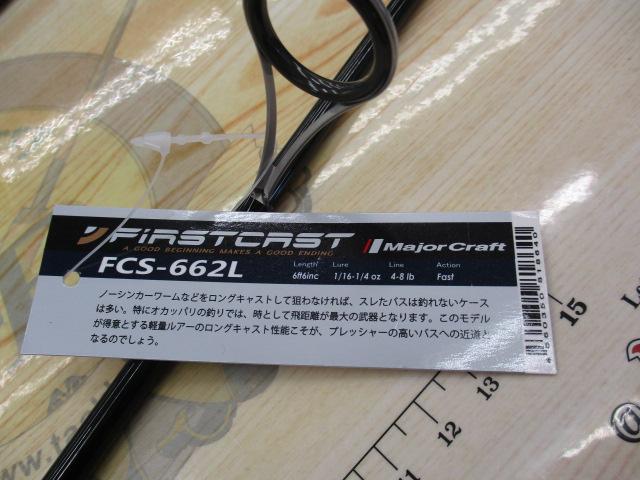 FIRSTCAST
A GOOD BEGINNING MAKES A GOOD ENDING
MajorCraft
FCS-662L
Length Lure Line Action
6ft6inc 1/16-1/4 oz 4-8 lb Fast
ノーシンカーワームなどをロングキャストして狙わなければ、スレたバスは釣れないケース
は多い。特にオカッパリの釣りでは、時として飛距離が最大の武器となります。このモデル
が得意とする軽量ルアーのロングキャスト性能こそが、プレッシャーの高いバスへの近道と
なるのでしょう。
15
13
12
11